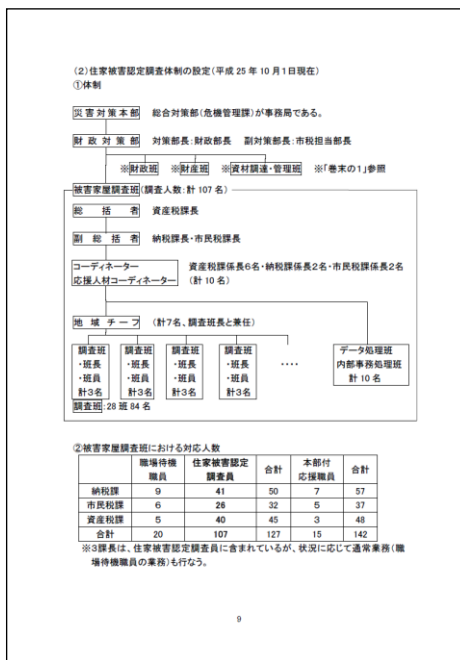 （２）住家被害認定調査体制の設定（平成 25 年 10 月１日現在）
①体制
災害対策本部　総合対策部（危機管理課）が事務局である。
財政対策部　対策部長：財政部長　副対策部長：市税担当部長
※財政班　※財産班　※資材調達・管理班　※「巻末の１」参照
被害家屋調査班（調査人数：計 107 名）
総括者　資産税課長
副総括者　納税課長・市民税課長
コーディネーター　資産税課係長６名・納税課係長２名・市民税課係長２名
応援人材コーディネーター　（計 10 名）
地域チーフ　（計７名、調査班長と兼任）
調査班　調査班　調査班　調査班　‥‥　データ処理班
・班長　・班長　・班長　・班長　内部事務処理班
・班員　・班員　・班員　・班員　計 10 名
・班員　・班員　・班員　・班員
計３名　計３名　計３名　計３名
調査班：28 班 84 名
②被害家屋調査班における対応人数
職場待機職員　住家被害認定調査員　合計　本部付応援職員　合計
納税課　9　41　50　7　57
市民税課　6　26　32　5　37
資産税課　5　40　45　3　48
合計　20　107　127　15　142
※３課長は、住家被害認定調査員に含まれているが、状況に応じて通常業務（職
場待機職員の業務）も行なう。
9